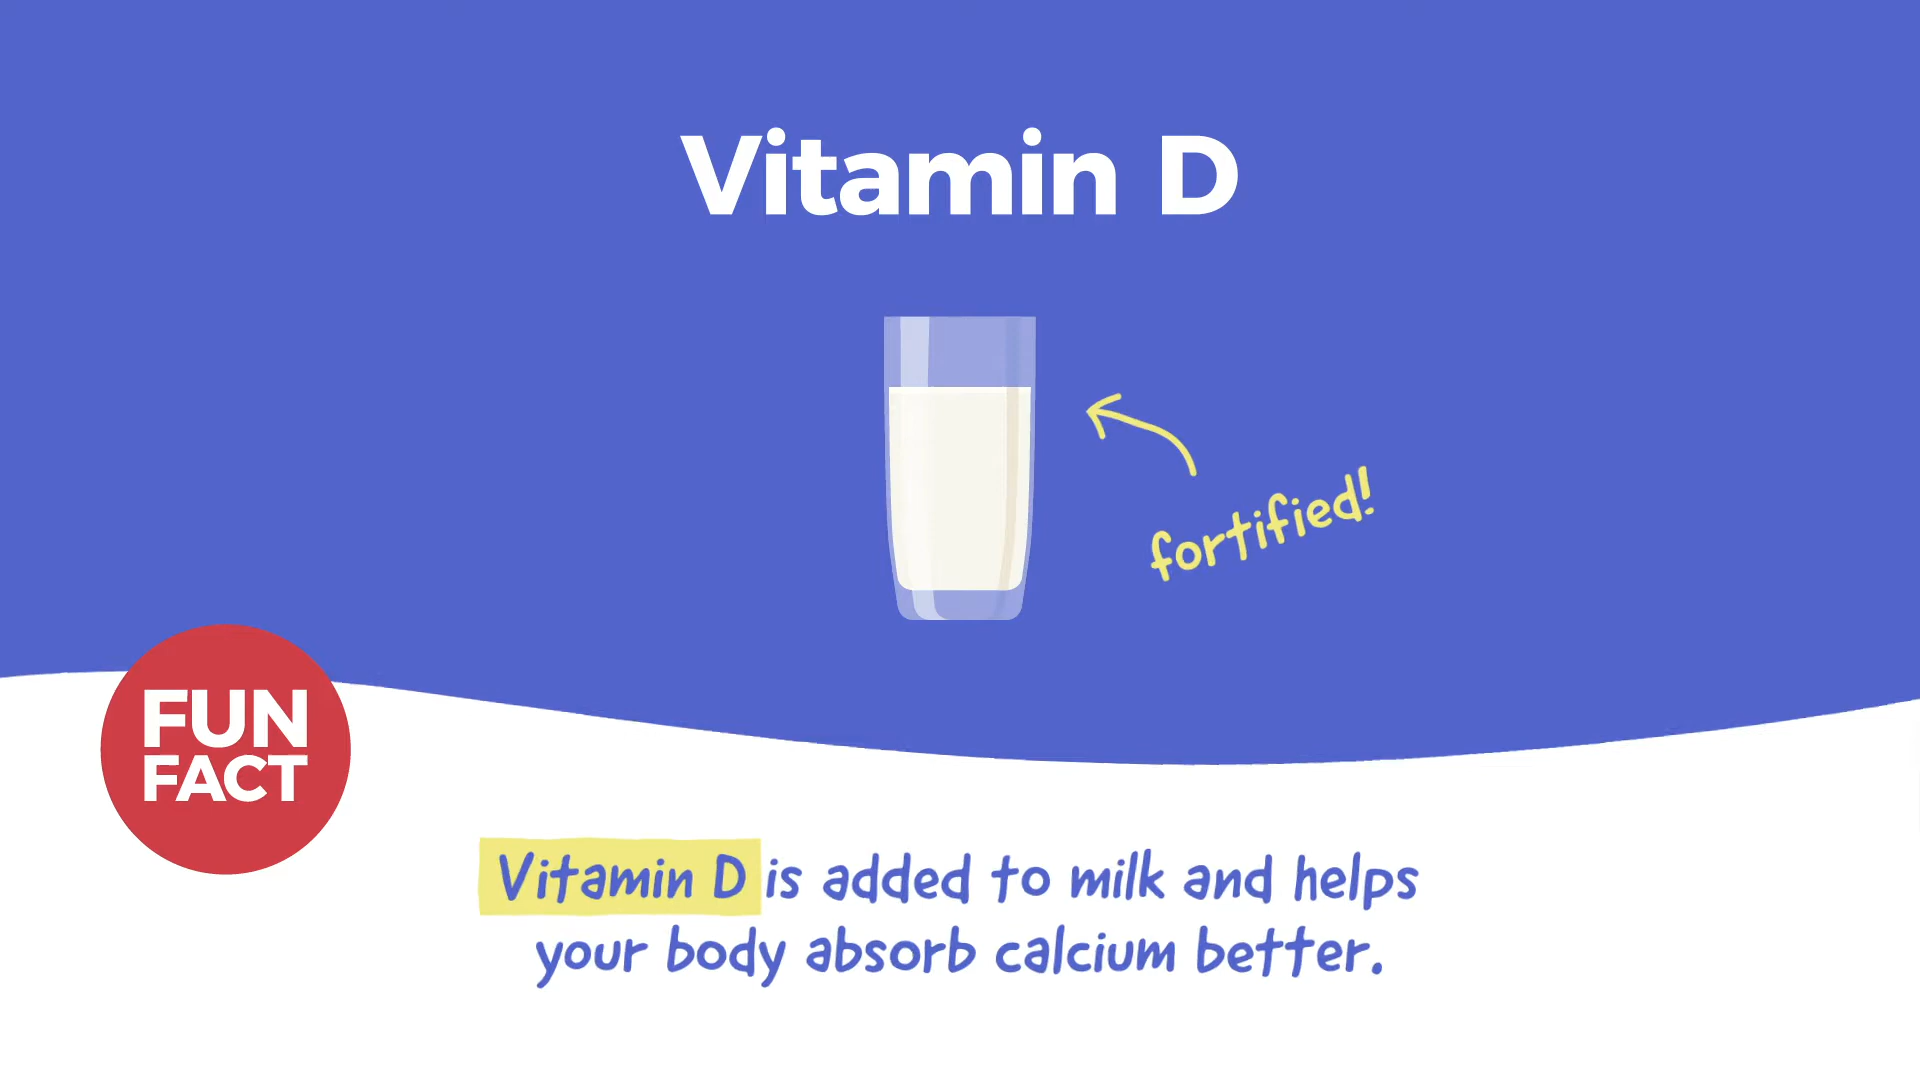 Vitamin D
fortified!
FUN
FACT
Vitamin D is added to milk and helps
your body absorb calcium better.